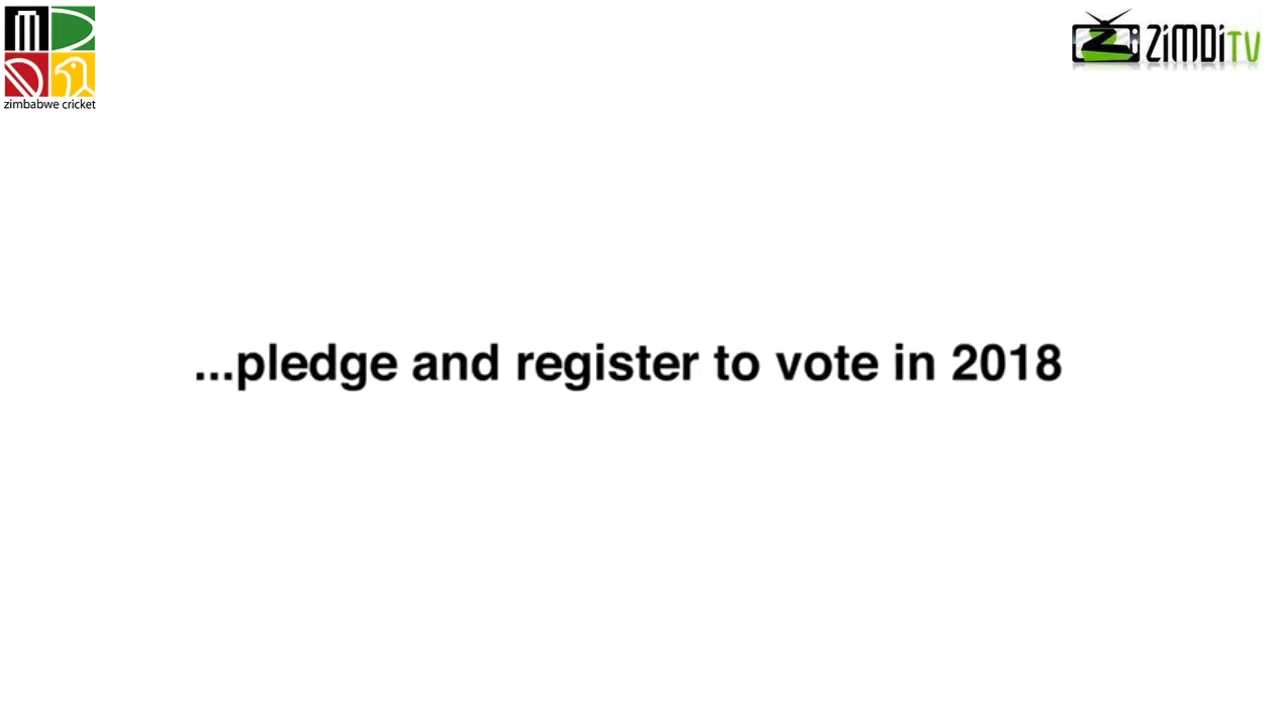 zimbabwe cricket
ZiMDiTV
...pledge and register to vote in 2018